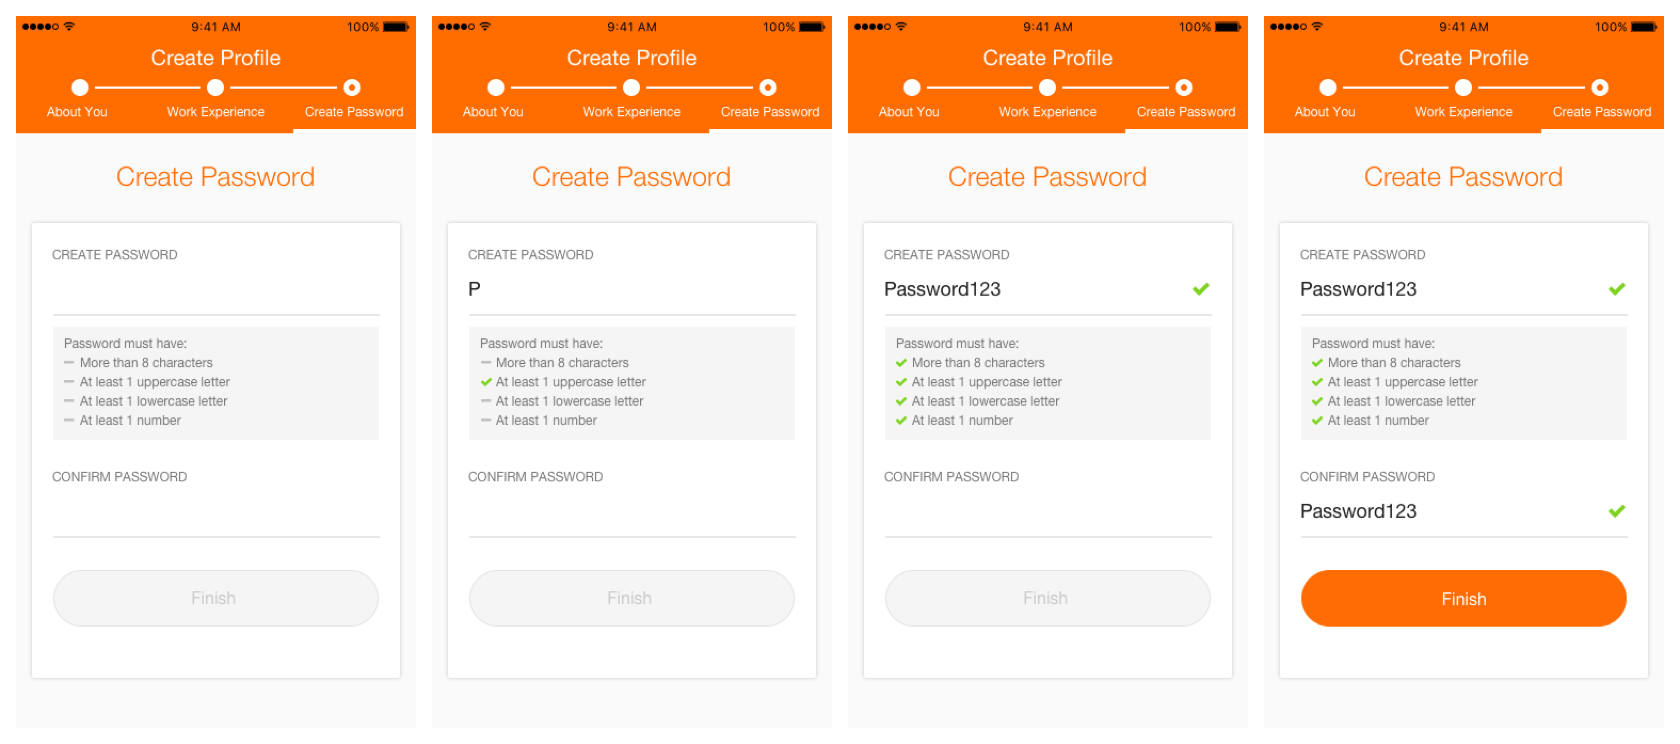 9:41 AM 100%
Create Profile
About You Work Experience Create Password
Create Password
CREATE PASSWORD
Password must have:
More than 8 characters
At least 1 uppercase letter
At least 1 lowercase letter
At least 1 number
CONFIRM PASSWORD
Finish
9:41 AM 100%
Create Profile
About You Work Experience Create Password
Create Password
CREATE PASSWORD
P
Password must have:
More than 8 characters
At least 1 uppercase letter
At least 1 lowercase letter
At least 1 number
CONFIRM PASSWORD
Finish
9:41 AM 100%
Create Profile
About You Work Experience Create Password
Create Password
CREATE PASSWORD
Password123
Password must have:
More than 8 characters
At least 1 uppercase letter
At least 1 lowercase letter
At least 1 number
CONFIRM PASSWORD
Finish
9:41 AM 100%
Create Profile
About You Work Experience Create Password
Create Password
CREATE PASSWORD
Password123
Password must have:
More than 8 characters
At least 1 uppercase letter
At least 1 lowercase letter
At least 1 number
CONFIRM PASSWORD
Password123
Finish